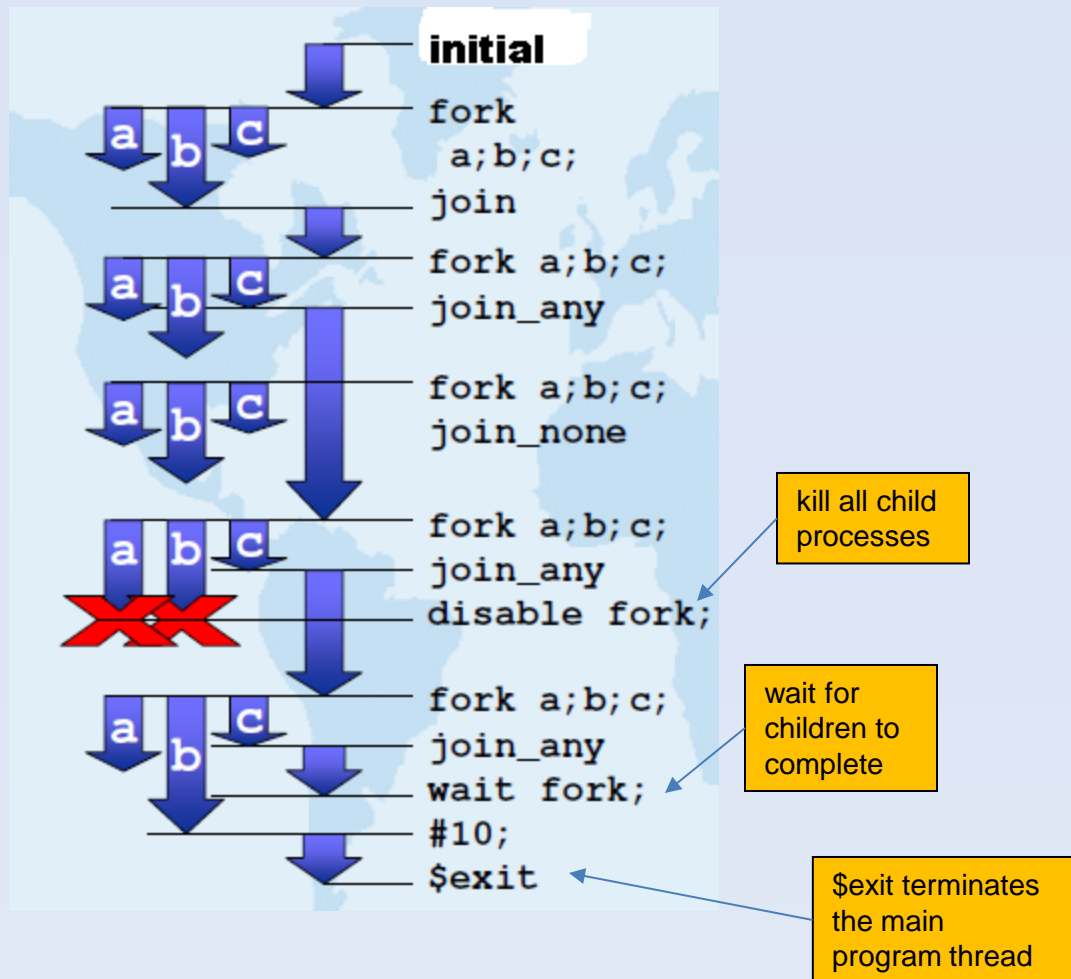 initial
fork
a b c
a;b;c;
join
fork a;b;c;
a b c
join_any
fork a;b;c;
a b c
join_none
kill all child
processes
fork a;b;c;
a b c
join_any
disable fork;
wait for
children to
complete
fork a;b;c;
a b c
join_any
wait fork;
#10;
$exit
$exit terminates
the main
program thread